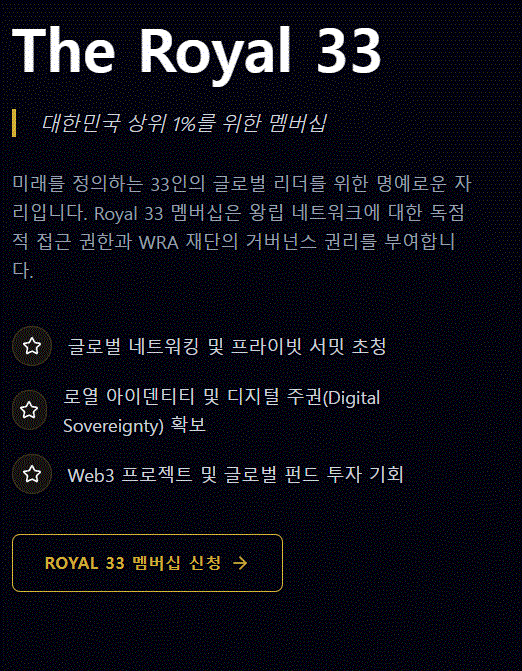 The Royal 33
대한민국 상위 1%를 위한 멤버십
미래를 정의하는 33인의 글로벌 리더를 위한 명예로운 자
리입니다. Royal 33 멤버십은 왕립 네트워크에 대한 독점
적 접근 권한과 WRA 재단의 거버넌스 권리를 부여합니
다.
글로벌 네트워킹 및 프라이빗 서밋 초청
로열 아이덴티티 및 디지털 주권(Digital
Sovereignty) 확보
Web3 프로젝트 및 글로벌 펀드 투자 기회
ROYAL 33 멤버십 신청 →